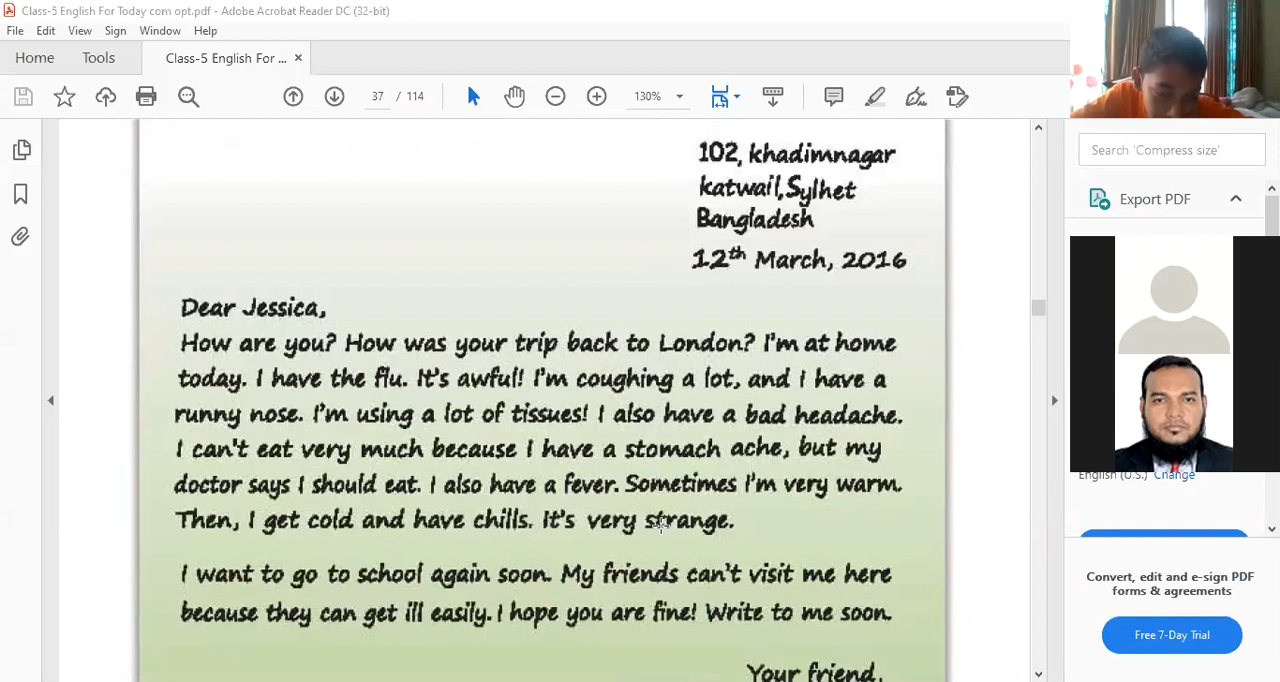 Class-5 English For Today com opt.pdf - Adobe Acrobat Reader DC (32-bit)
File Edit View Sign Window Help
Home Tools Class-5 English For ... ×
37 / 114 130%
Search 'Compress size'
Export PDF
English (U.S.) Change
Convert, edit and e-sign PDF
forms & agreements
Free 7-Day Trial
102, khadimnagar
katwail, Sylhet
Bangladesh
12th March, 2016
Dear Jessica,
How are you? How was your trip back to London? I'm at home
today. I have the flu. It's awful! I'm coughing a lot, and I have a
runny nose. I'm using a lot of tissues! I also have a bad headache.
I can't eat very much because I have a stomach ache, but my
doctor says I should eat. I also have a fever. Sometimes I'm very warm.
Then, I get cold and have chills. It's very strange.
I want to go to school again soon. My friends can't visit me here
because they can get ill easily. I hope you are fine! Write to me soon.
Your friend,